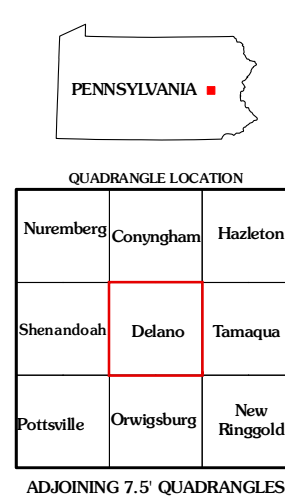 PENNSYLVANIA
QUADRANGLE LOCATION
Nuremberg Conyngham Hazleton
Shenandoah Delano Tamaqua
Pottsville Orwigsburg New
Ringgold
ADJOINING 7.5' QUADRANGLES